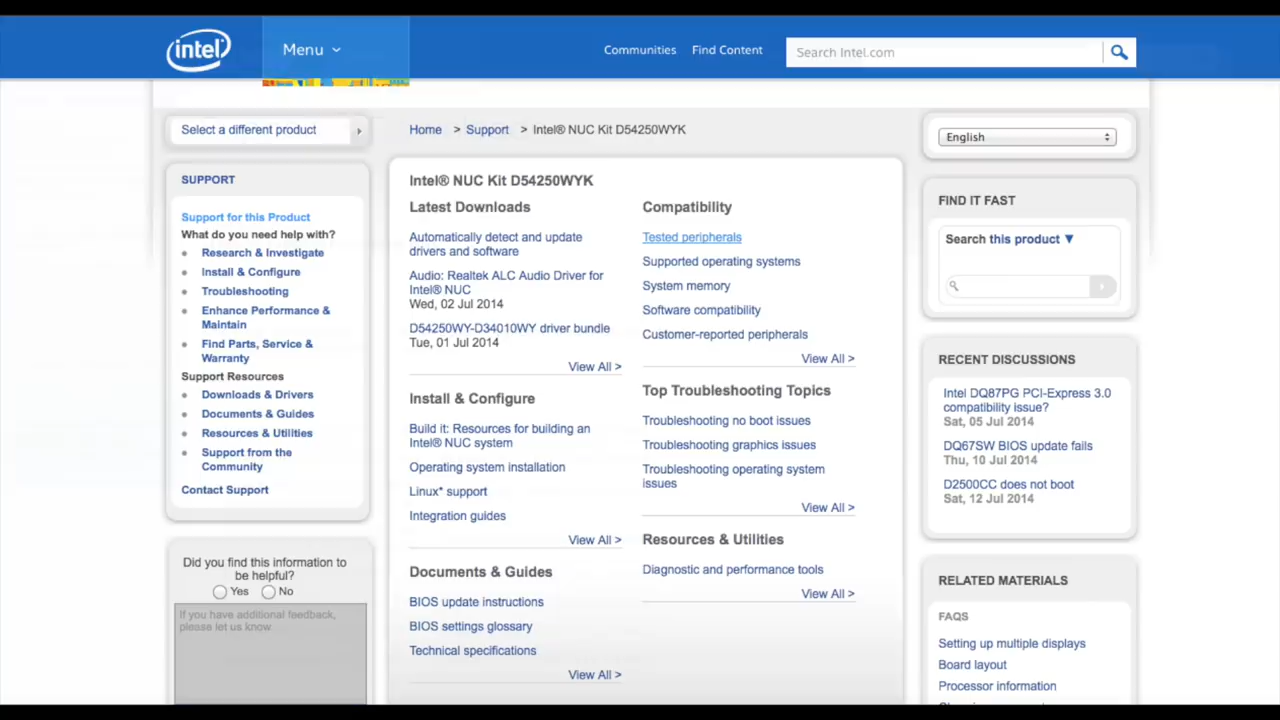 intel
Menu
Communities
Find Content
Search Intel.com
Select a different product
Home > Support > Intel® NUC Kit D54250WYK
English
SUPPORT
Support for this Product
What do you need help with?
Research & Investigate
Install & Configure
Troubleshooting
Enhance Performance &
Maintain
Find Parts, Service &
Warranty
Support Resources
Downloads & Drivers
Documents & Guides
Resources & Utilities
Support from the
Community
Contact Support
Did you find this information to
be helpful?
Yes No
If you have additional feedback,
please let us know
Intel® NUC Kit D54250WYK
Latest Downloads
Automatically detect and update
drivers and software
Audio: Realtek ALC Audio Driver for
Intel® NUC
Wed, 02 Jul 2014
D54250WY-D34010WY driver bundle
Tue, 01 Jul 2014
View All >
Install & Configure
Build it: Resources for building an
Intel® NUC system
Operating system installation
Linux* support
Integration guides
View All >
Documents & Guides
BIOS update instructions
BIOS settings glossary
Technical specifications
View All >
Compatibility
Tested peripherals
Supported operating systems
System memory
Software compatibility
Customer-reported peripherals
View All >
Top Troubleshooting Topics
Troubleshooting no boot issues
Troubleshooting graphics issues
Troubleshooting operating system
issues
View All >
Resources & Utilities
Diagnostic and performance tools
View All >
FIND IT FAST
Search this product ▼
RECENT DISCUSSIONS
Intel DQ87PG PCI-Express 3.0
compatibility issue?
Sat, 05 Jul 2014
DQ67SW BIOS update fails
Thu, 10 Jul 2014
D2500CC does not boot
Sat, 12 Jul 2014
RELATED MATERIALS
FAQS
Setting up multiple displays
Board layout
Processor information